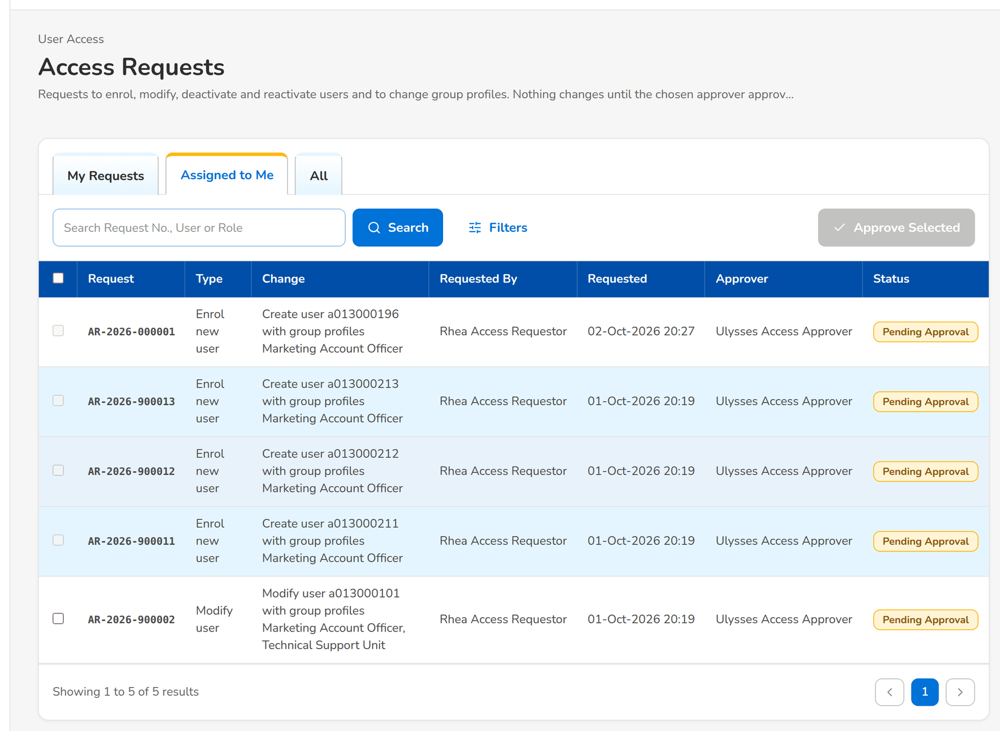 User Access
Access Requests
Requests to enrol, modify, deactivate and reactivate users and to change group profiles. Nothing changes until the chosen approver approv...
My Requests
Assigned to Me
All
Search Request No., User or Role
Search
Filters
Approve Selected
Request Type Change Requested By Requested Approver Status
AR-2026-000001
Enrol
new
user
Create user a013000196
with group profiles
Marketing Account Officer
Rhea Access Requestor
02-Oct-2026 20:27
Ulysses Access Approver
Pending Approval
AR-2026-900013
Enrol
new
user
Create user a013000213
with group profiles
Marketing Account Officer
Rhea Access Requestor
01-Oct-2026 20:19
Ulysses Access Approver
Pending Approval
AR-2026-900012
Enrol
new
user
Create user a013000212
with group profiles
Marketing Account Officer
Rhea Access Requestor
01-Oct-2026 20:19
Ulysses Access Approver
Pending Approval
AR-2026-900011
Enrol
new
user
Create user a013000211
with group profiles
Marketing Account Officer
Rhea Access Requestor
01-Oct-2026 20:19
Ulysses Access Approver
Pending Approval
AR-2026-900002
Modify
user
Modify user a013000101
with group profiles
Marketing Account Officer,
Technical Support Unit
Rhea Access Requestor
01-Oct-2026 20:19
Ulysses Access Approver
Pending Approval
Showing 1 to 5 of 5 results
1